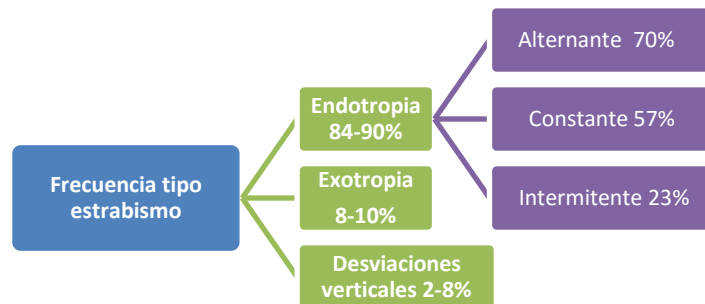 Frecuencia tipo
estrabismo
Endotropia
84-90%
Exotropia
8-10%
Desviaciones
verticales 2-8%
Alternante 70%
Constante 57%
Intermitente 23%